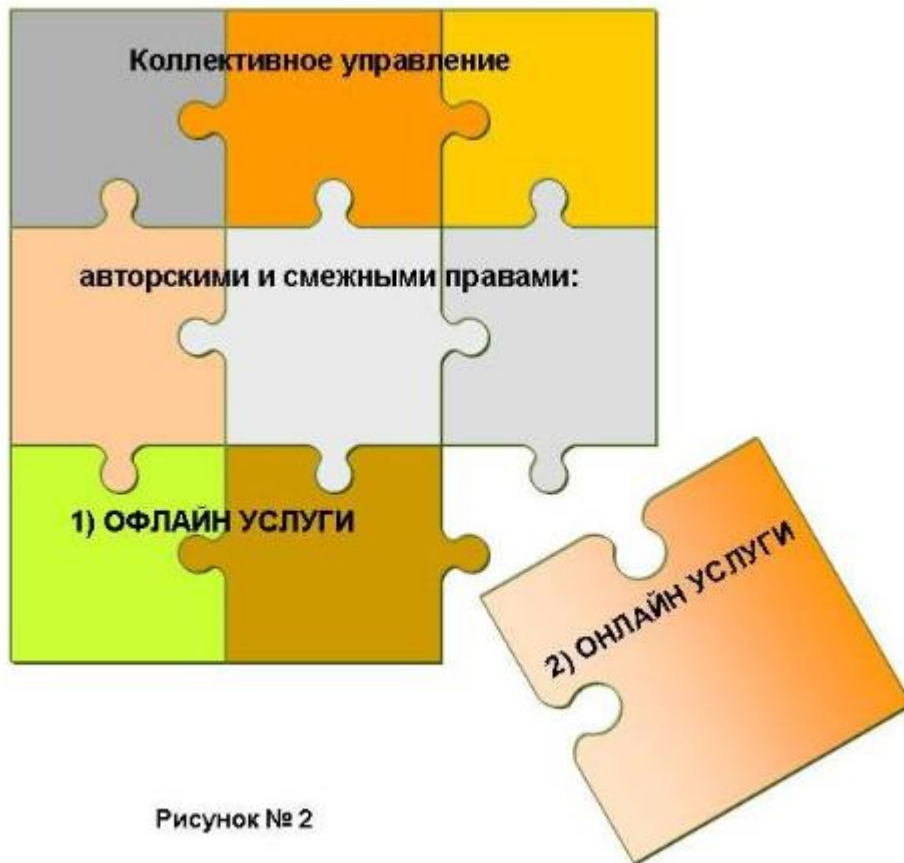 Коллективное управление
авторскими и смежными правами:
1) ОФЛАЙН УСЛУГИ
2) ОНЛАЙН УСЛУГИ
Рисунок № 2